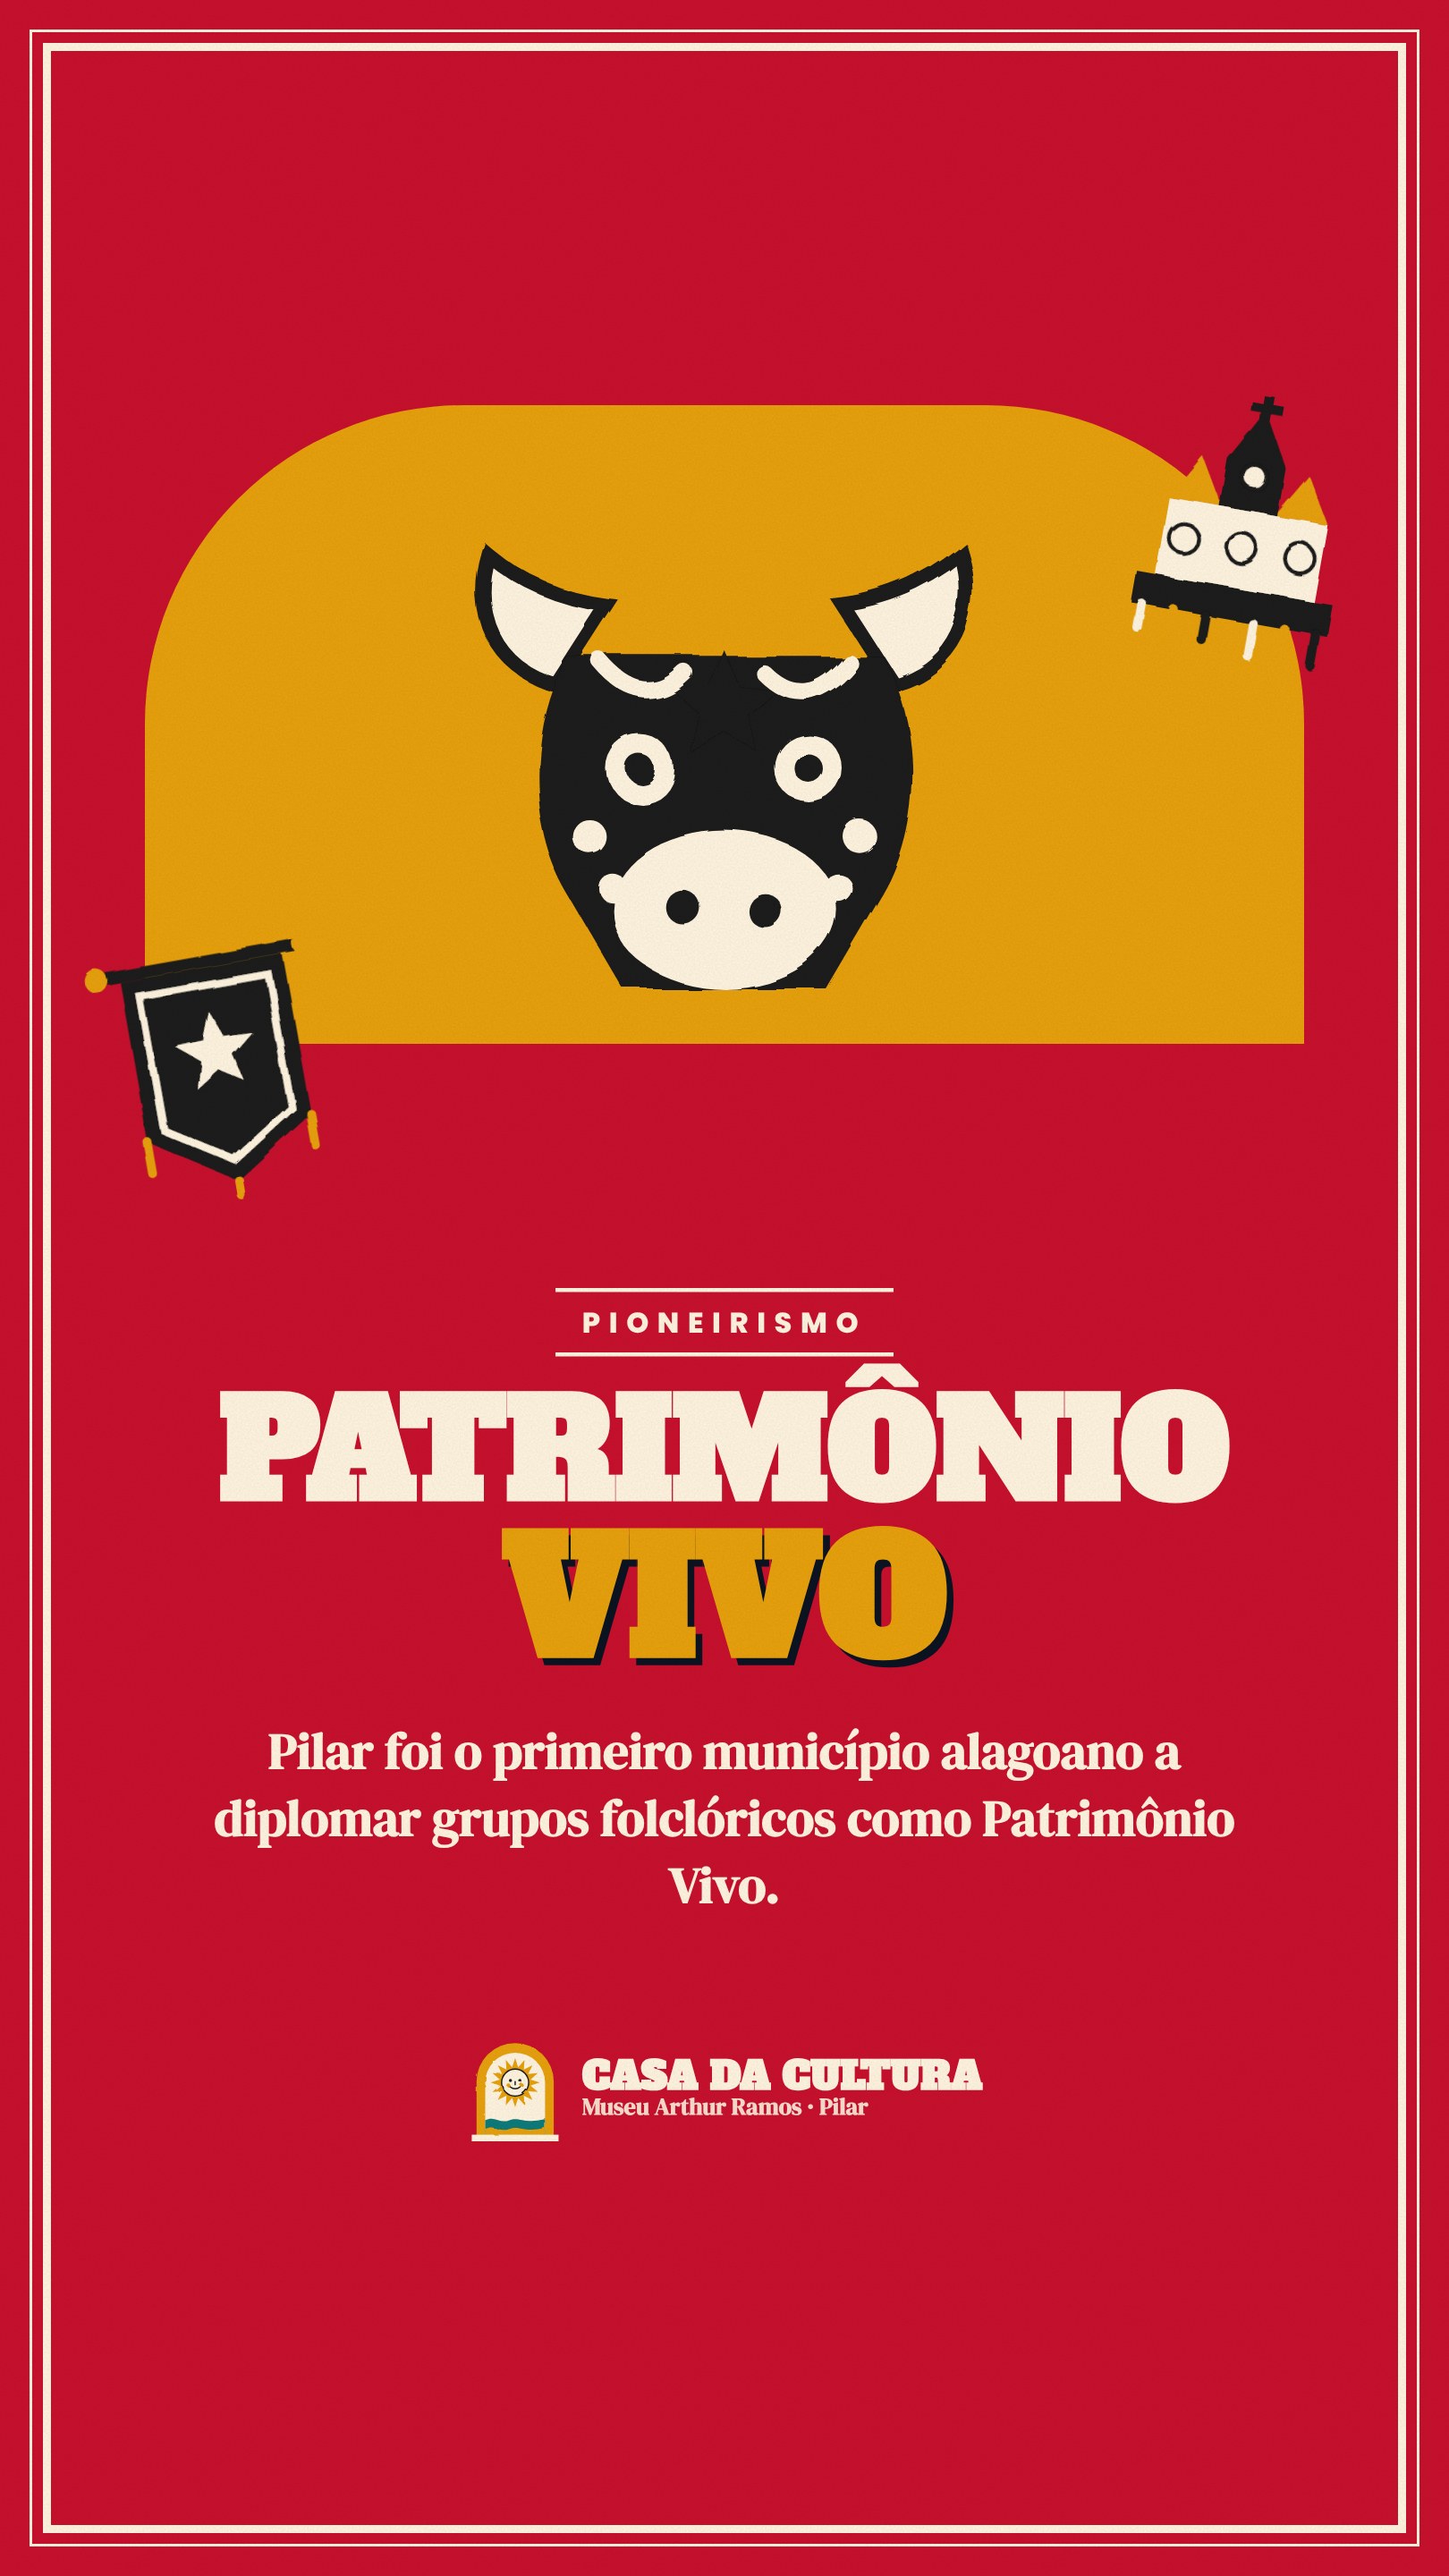 PIONEIRISMO
PATRIMÔNIO
VIVO
Pilar foi o primeiro município alagoano a
diplomar grupos folclóricos como Patrimônio
Vivo.
CASA DA CULTURA
Museu Arthur Ramos • Pilar